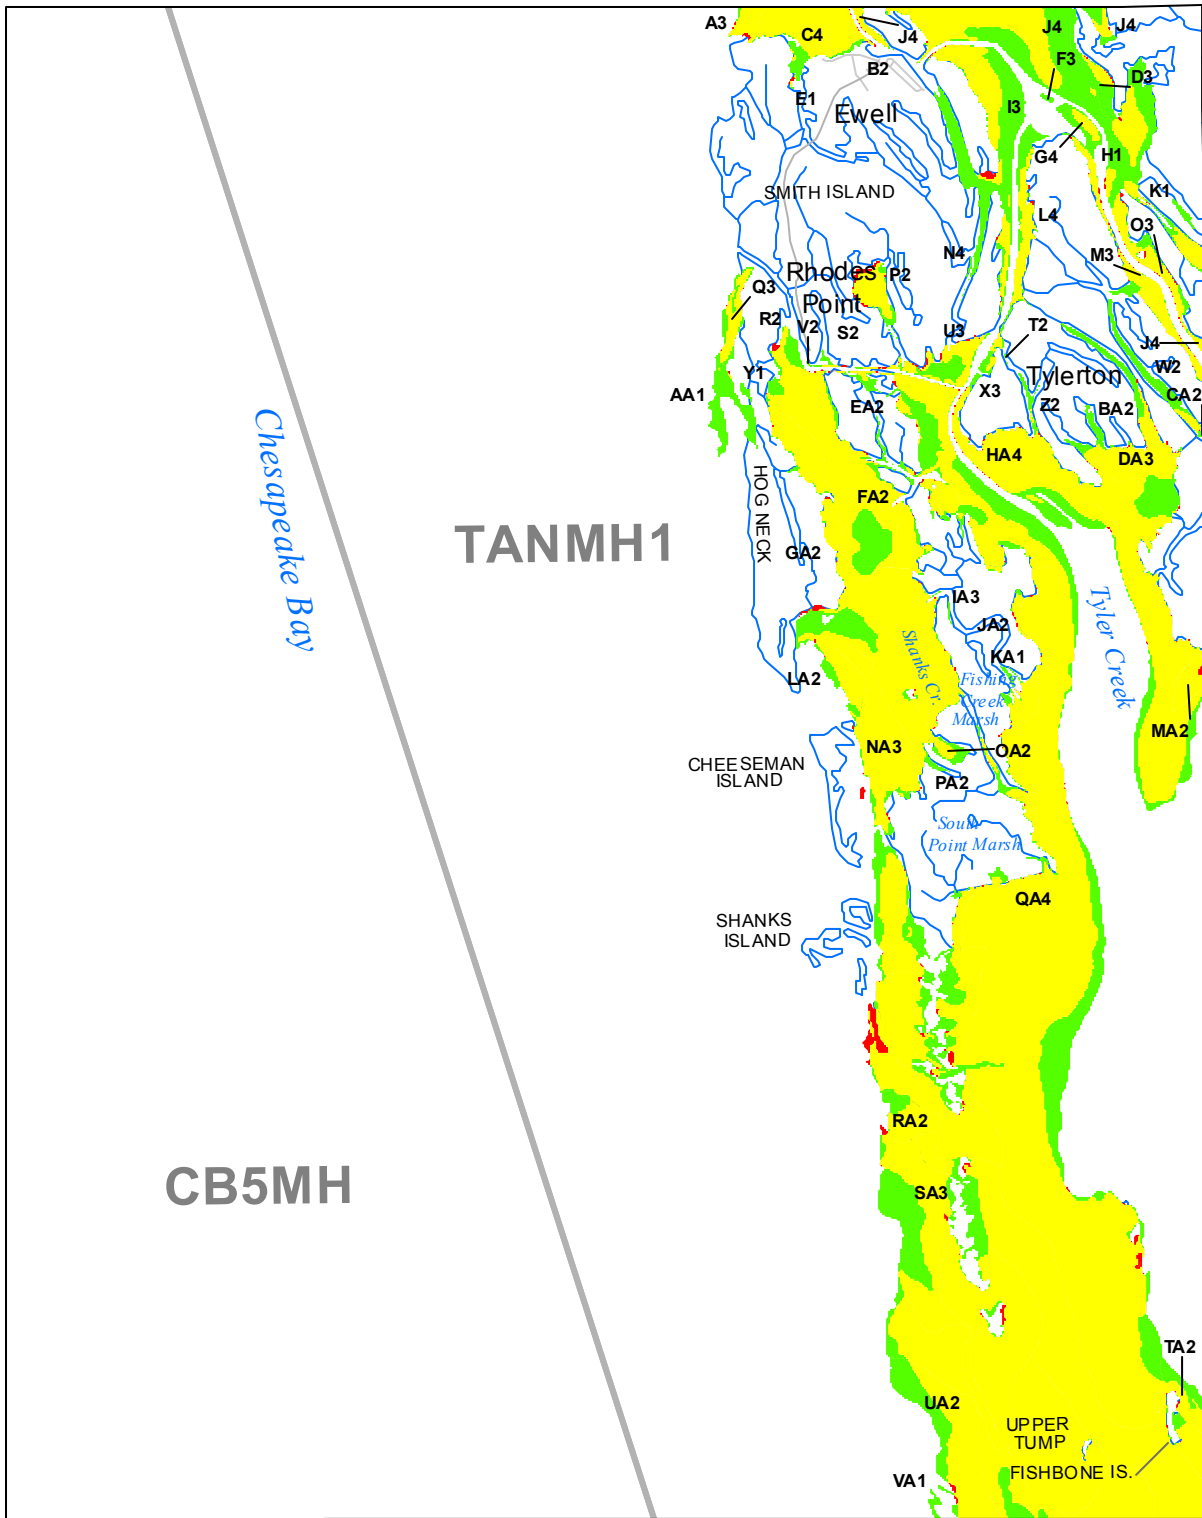 A3
C4
J4
J4
J4
B2
F3
D3
E1
Ewell
I3
G4
H1
SMITH ISLAND
K1
L4
O3
N4
M3
Rhodes
Point
P2
Q3
R2
V2
S2
U3
T2
J4
W2
Y1
X3
Tylerton
AA1
EA2
Z2
BA2
CA2
HA4
DA3
HOG NECK
FA2
Chesapeake Bay
TANMH1
GA2
IA3
JA2
KA1
Tyler Creek
Shanks Cr.
LA2
Fishing
Creek
Marsh
MA2
NA3
OA2
CHEESEMAN
ISLAND
PA2
South
Point Marsh
QA4
SHANKS
ISLAND
RA2
CB5MH
SA3
TA2
UA2
UPPER
TUMP
FISHBONE IS.
VA1